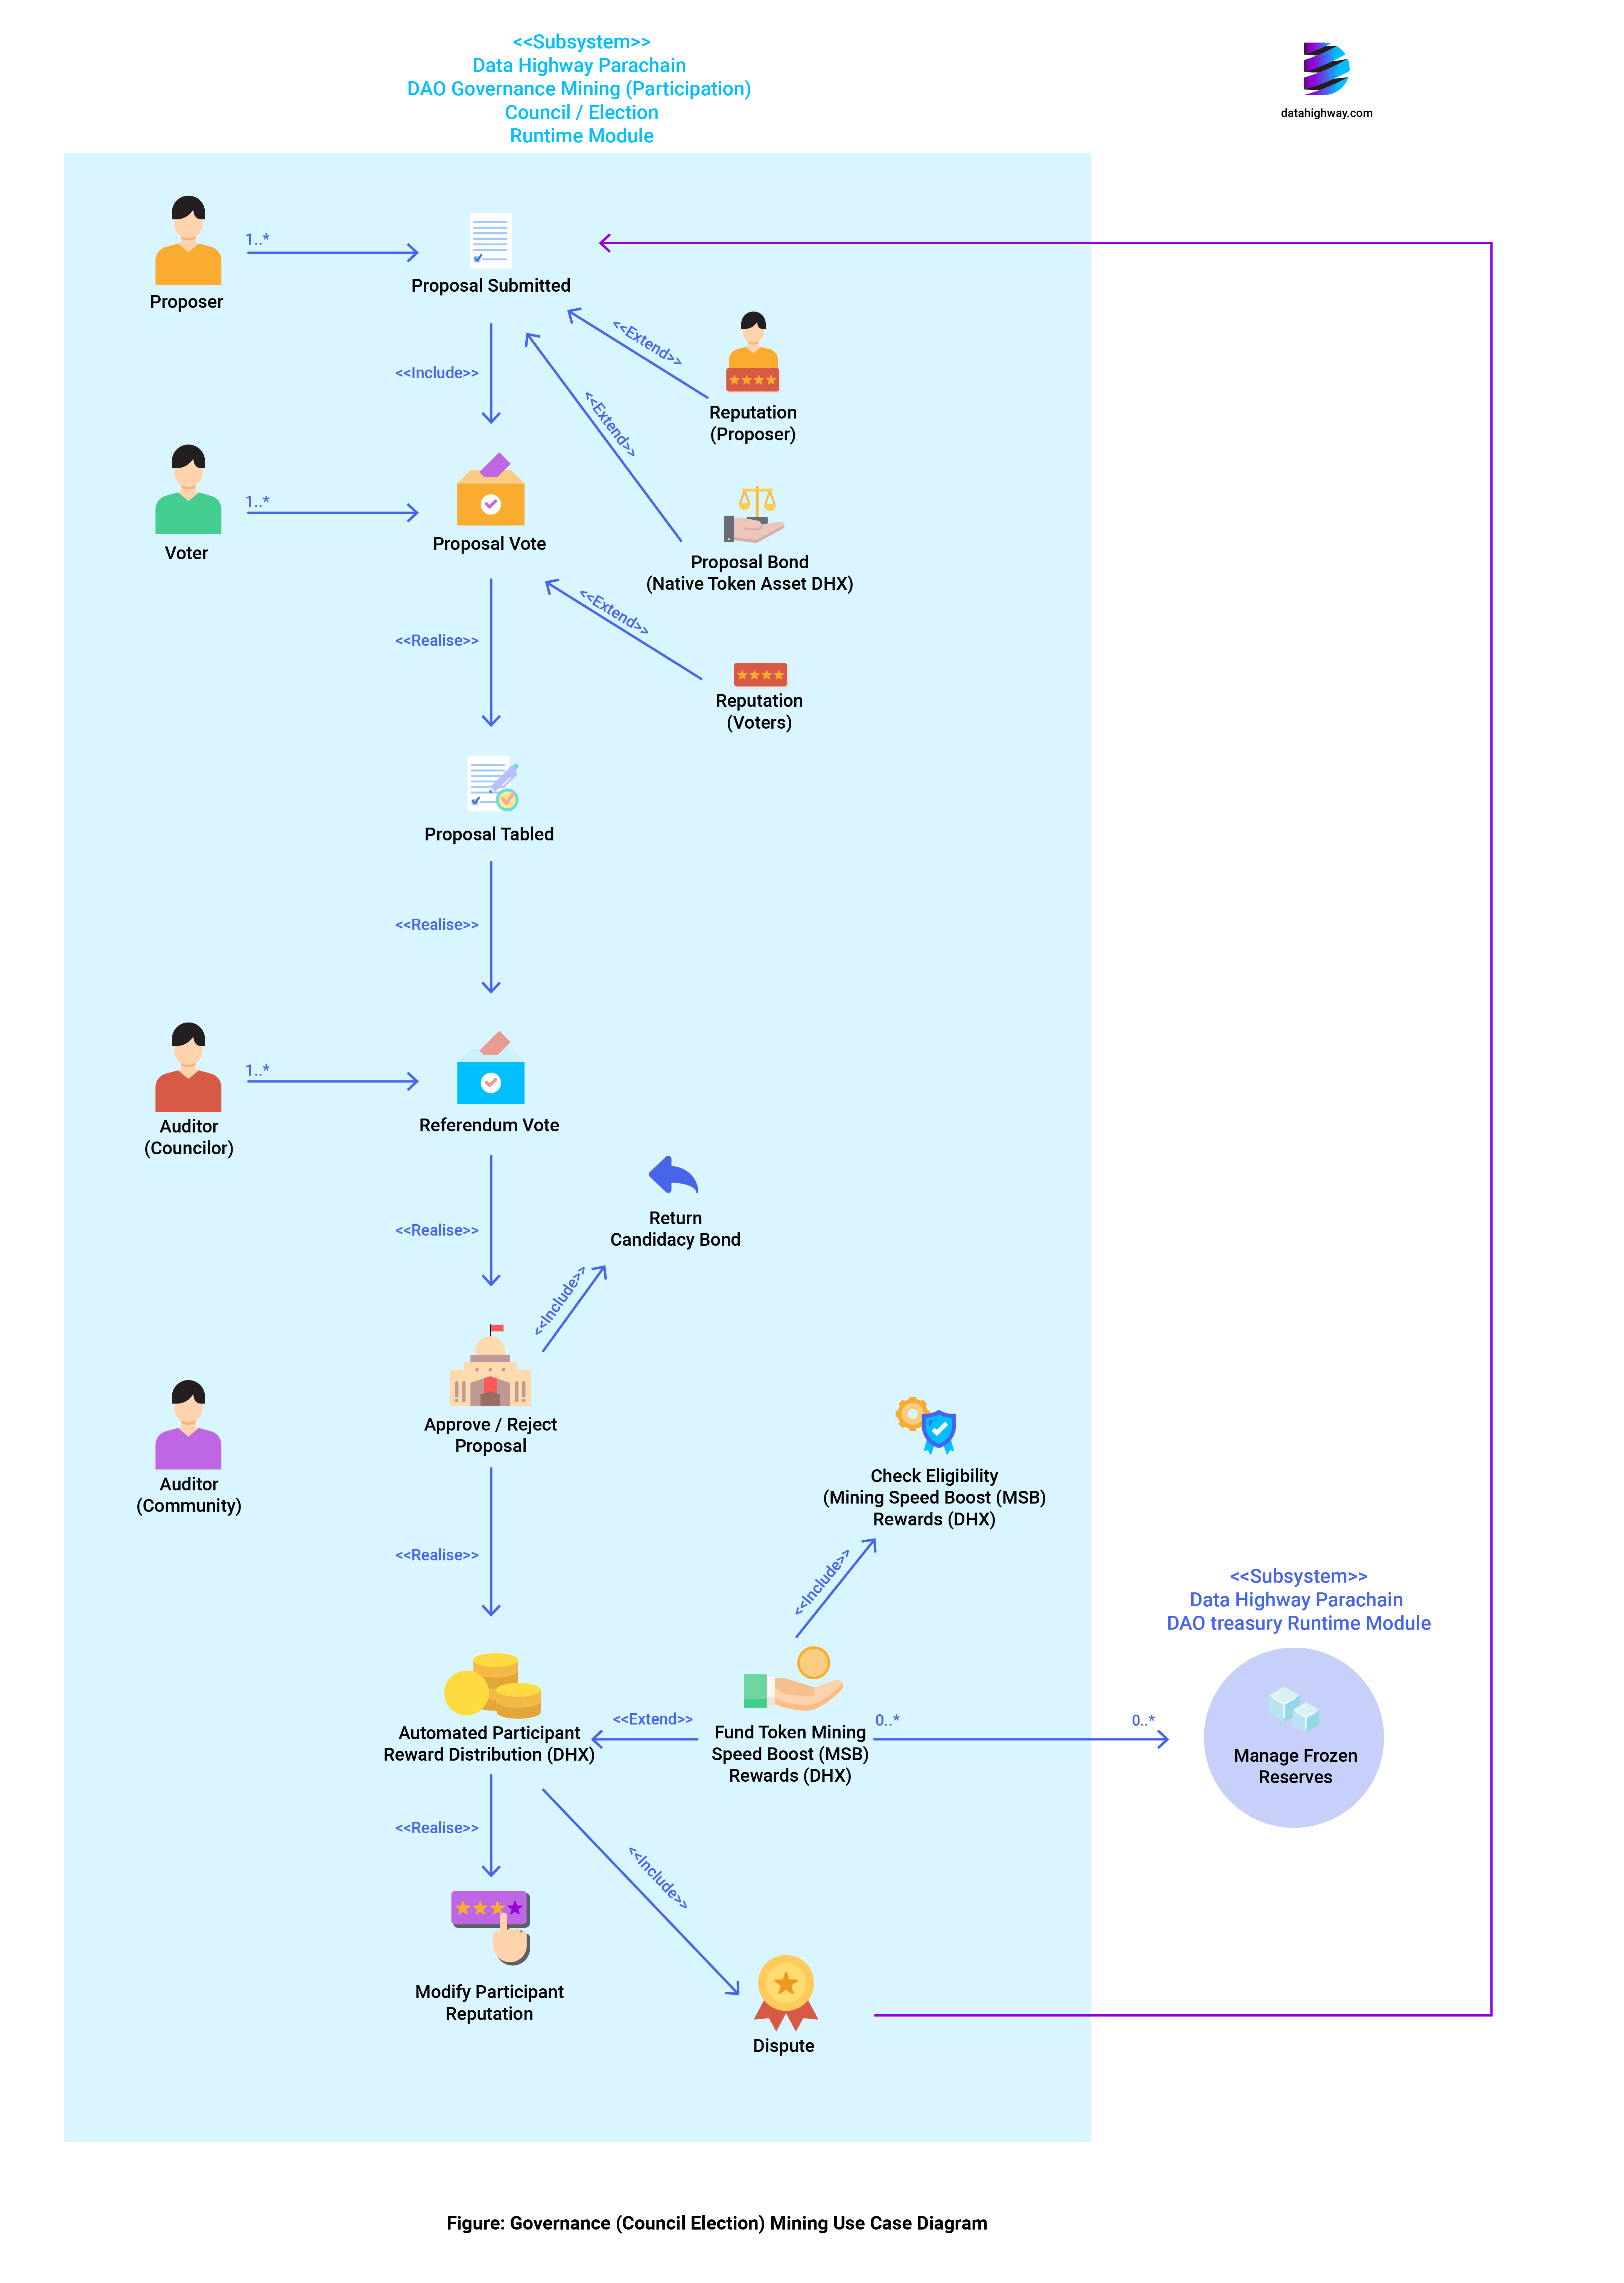 <<Subsystem>>
Data Highway Parachain
DAO Governance Mining (Participation)
Council / Election
Runtime Module
datahighway.com
1..*
Proposer
Proposal Submitted
<<Extend>>
<<Include>>
Reputation
(Proposer)
<<Extend>>
1..*
Voter
Proposal Vote
Proposal Bond
(Native Token Asset DHX)
<<Extend>>
<<Realise>>
Reputation
(Voters)
Proposal Tabled
<<Realise>>
1..*
Auditor
(Councilor)
Referendum Vote
<<Realise>>
Return
Candidacy Bond
<<Include>>
Approve / Reject
Proposal
Auditor
(Community)
Check Eligibility
(Mining Speed Boost (MSB)
Rewards (DHX)
<<Realise>>
<<Include>>
<<Subsystem>>
Data Highway Parachain
DAO treasury Runtime Module
Automated Participant
Reward Distribution (DHX)
<<Extend>>
Fund Token Mining
Speed Boost (MSB)
Rewards (DHX)
0..*
0..*
Manage Frozen
Reserves
<<Realise>>
<<Include>>
Modify Participant
Reputation
Dispute
Figure: Governance (Council Election) Mining Use Case Diagram